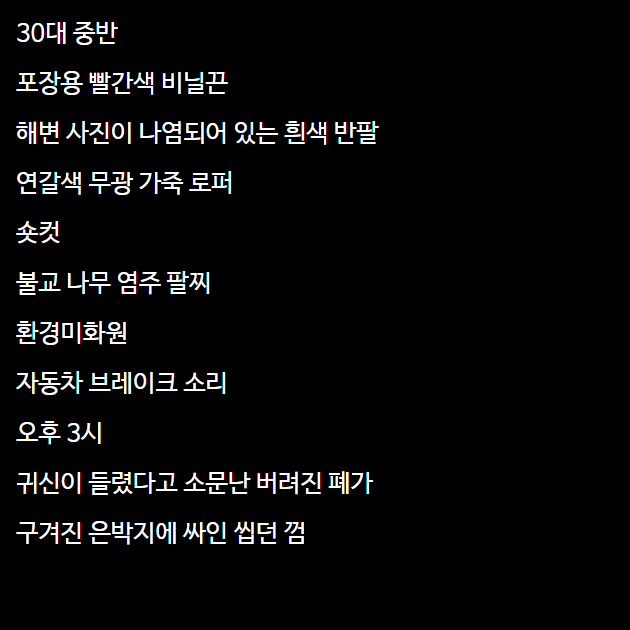 30대 중반
포장용 빨간색 비닐끈
해변 사진이 나염되어 있는 흰색 반팔
연갈색 무광 가죽 로퍼
숏컷
불교 나무 염주 팔찌
환경미화원
자동차 브레이크 소리
오후 3시
귀신이 들렸다고 소문난 버려진 폐가
구겨진 은박지에 싸인 씹던 껌